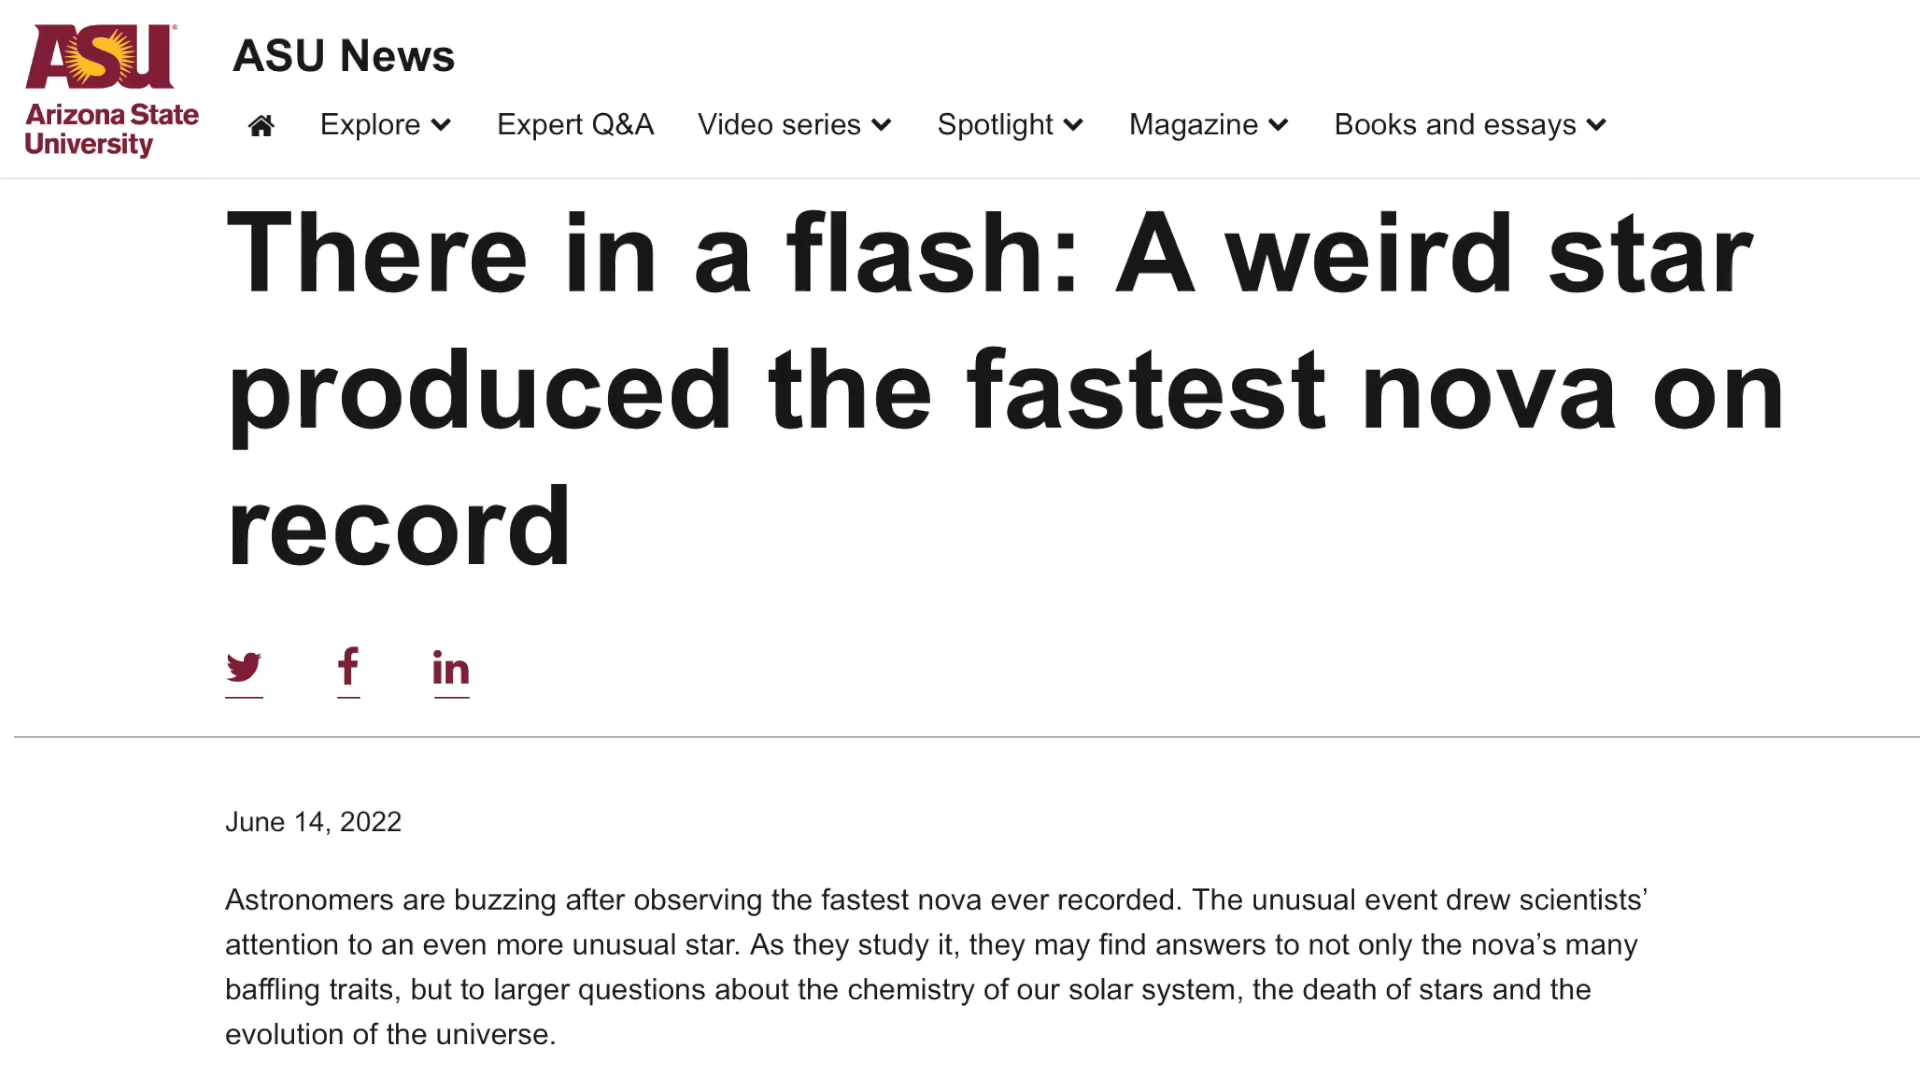 ASU
Arizona State
University
ASU News
Explore
Expert Q&A
Video series
Spotlight
Magazine
Books and essays
There in a flash: A weird star
produced the fastest nova on
record
June 14, 2022
Astronomers are buzzing after observing the fastest nova ever recorded. The unusual event drew scientists’
attention to an even more unusual star. As they study it, they may find answers to not only the nova’s many
baffling traits, but to larger questions about the chemistry of our solar system, the death of stars and the
evolution of the universe.